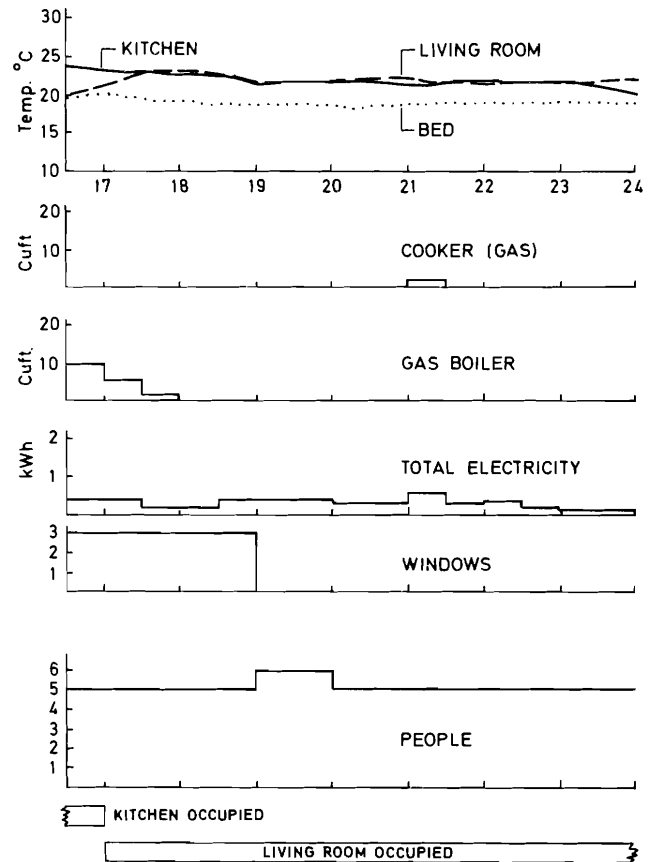 30
25
20
15
10
Temp. °C
KITCHEN
LIVING ROOM
BED
17 18 19 20 21 22 23 24
20
10
Cuft
COOKER (GAS)
20
10
Cuft.
GAS BOILER
2
1
kWh
TOTAL ELECTRICITY
3
2
1
WINDOWS
6
5
3
2
1
PEOPLE
KITCHEN OCCUPIED
LIVING ROOM OCCUPIED